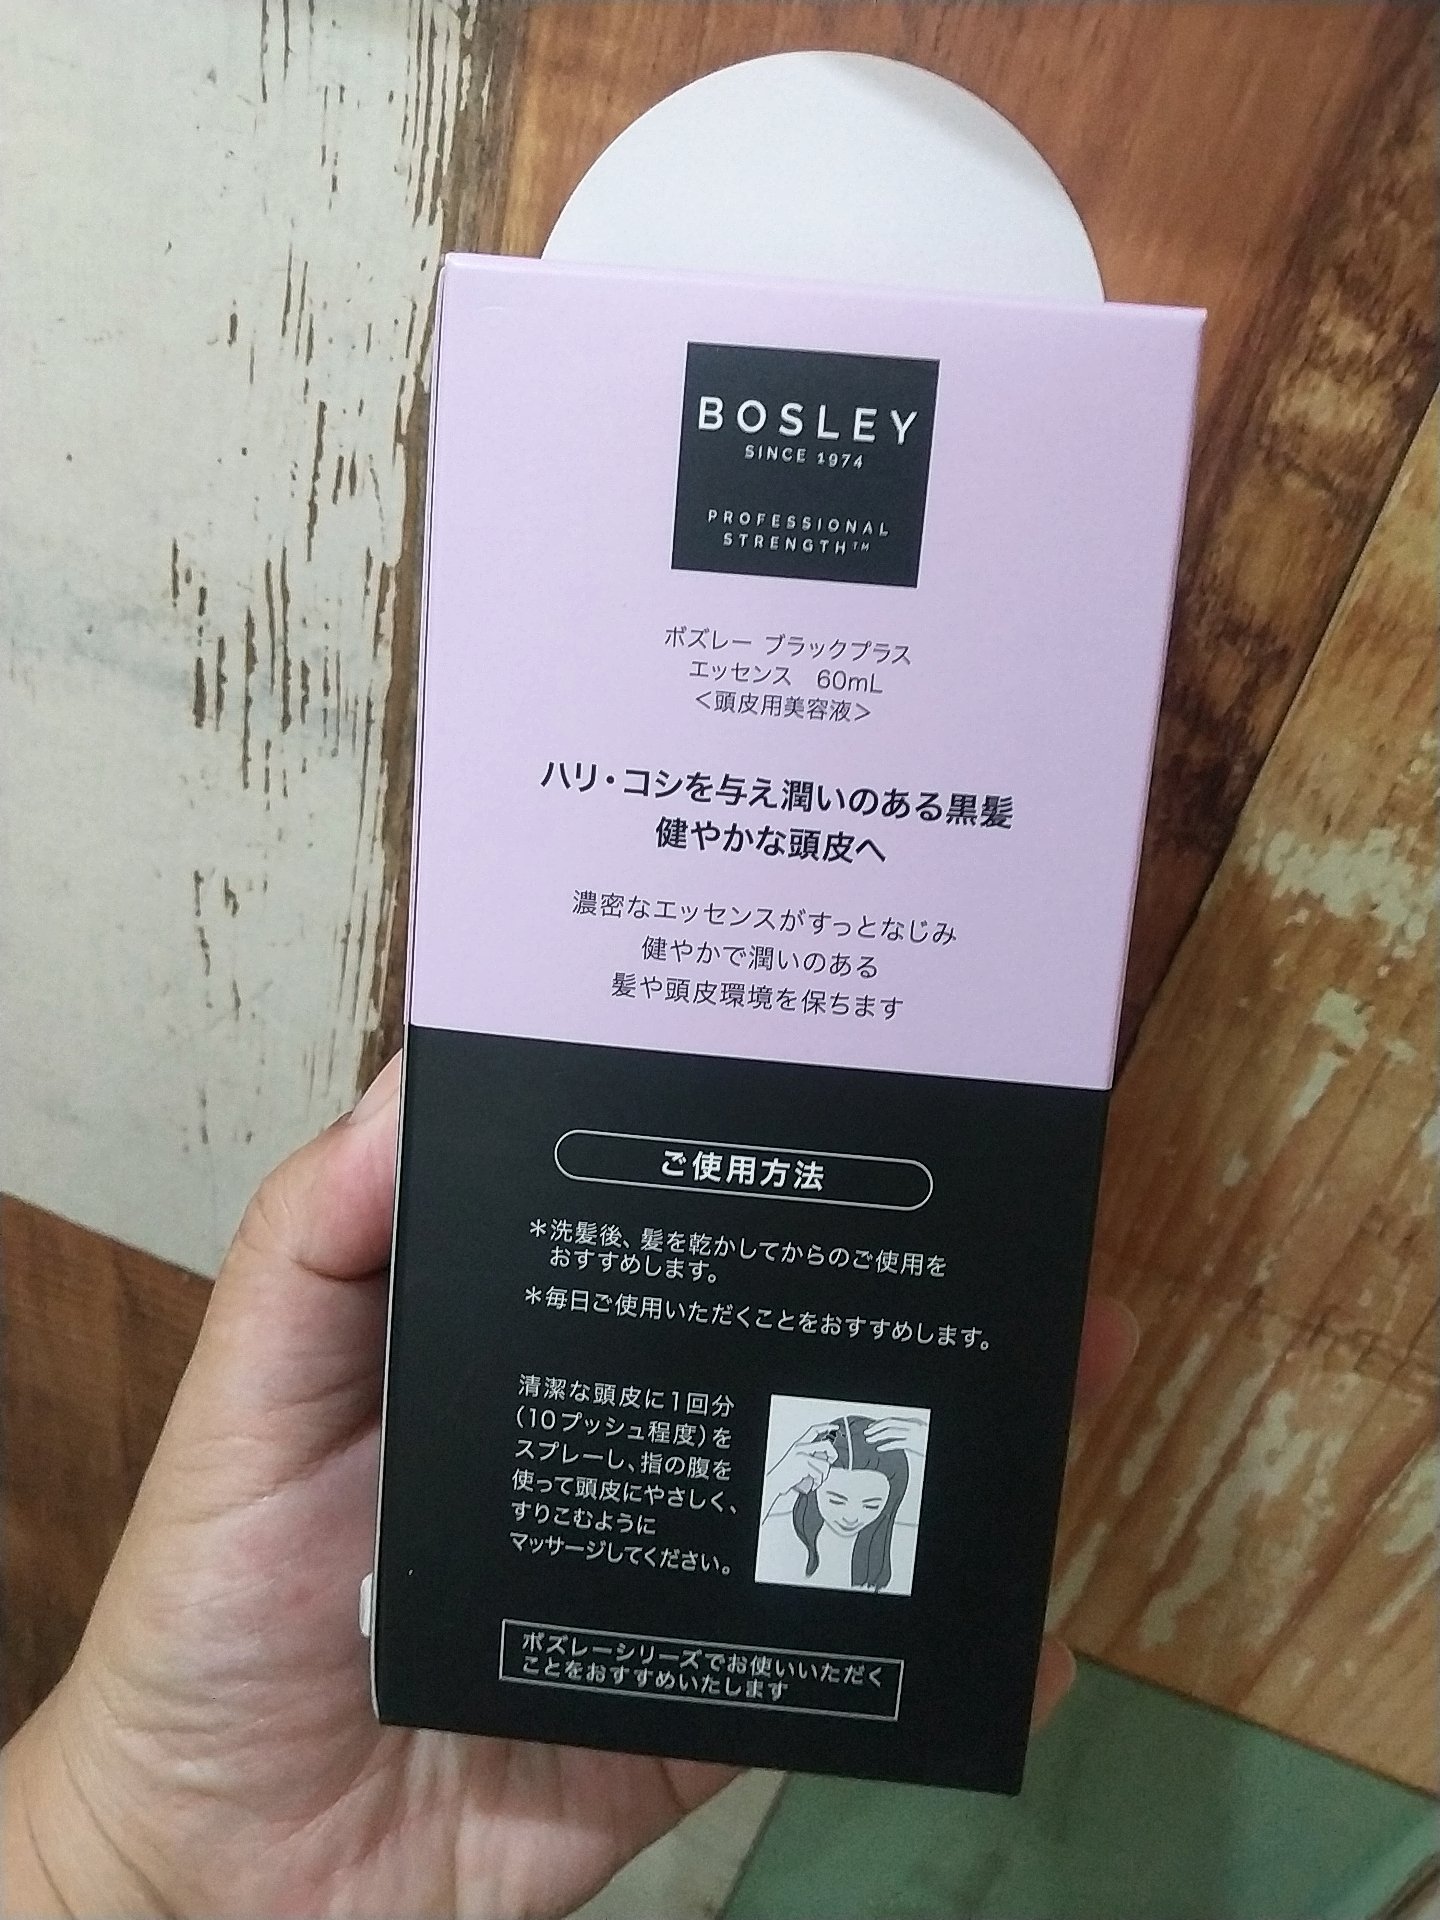 BOSLEY
SINCE 1974
PROFESSIONAL
STRENGTH™
ボズレー ブラックプラス
エッセンス 60mL
＜頭皮用美容液＞
ハリ・コシを与え潤いのある黒髪
健やかな頭皮へ
濃密なエッセンスがすっとなじみ
健やかで潤いのある
髪や頭皮環境を保ちます
ご使用方法
＊洗髪後、髪を乾かしてからのご使用を
おすすめします。
＊毎日ご使用いただくことをおすすめします。
清潔な頭皮に1回分
（10プッシュ程度）を
スプレーし、指の腹を
使って頭皮にやさしく、
すりこむように
マッサージしてください。
ボズレーシリーズでお使いいただく
ことをおすすめいたします